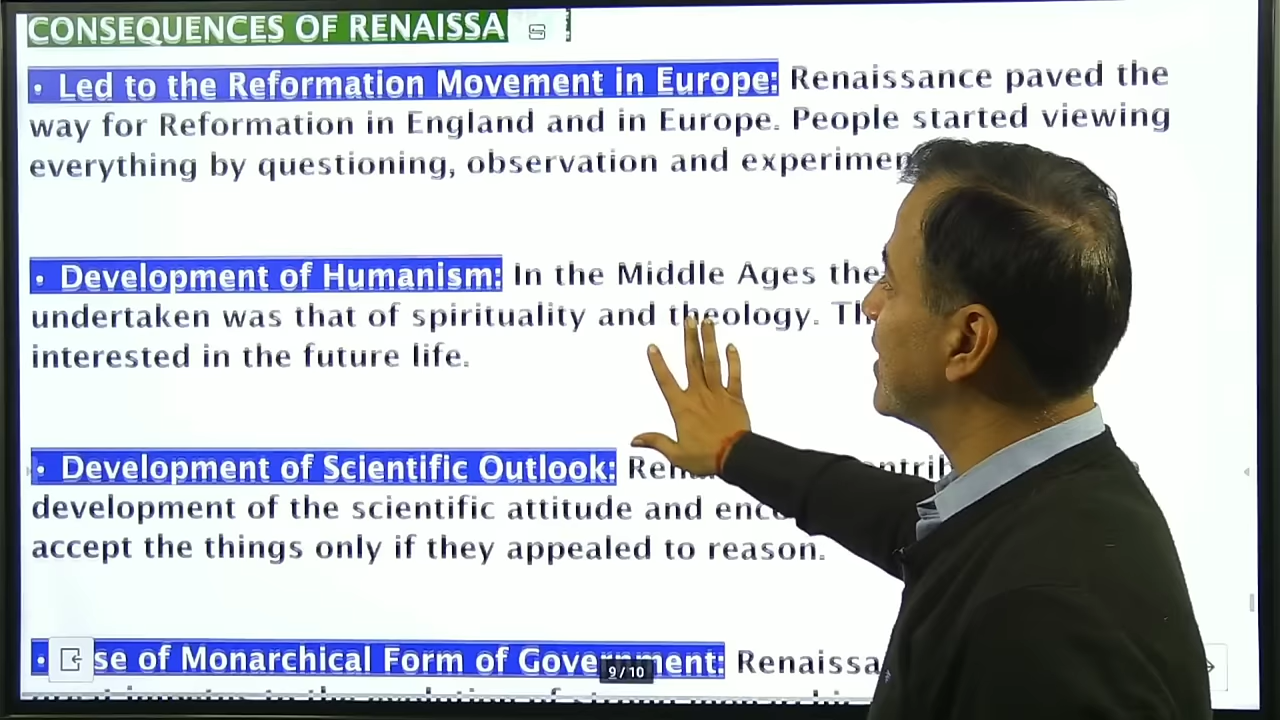 CONSEQUENCES OF RENAISSA
• Led to the Reformation Movement in Europe: Renaissance paved the
way for Reformation in England and in Europe. People started viewing
everything by questioning, observation and
• Development of Humanism: In the Middle Ages
undertaken was that of spirituality and theology.
interested in the future life.
• Development of Scientific Outlook:
development of the scientific attitude and
accept the things only if they appealed to reason.
• se of Monarchical Form of Government: Renaissa
9/10